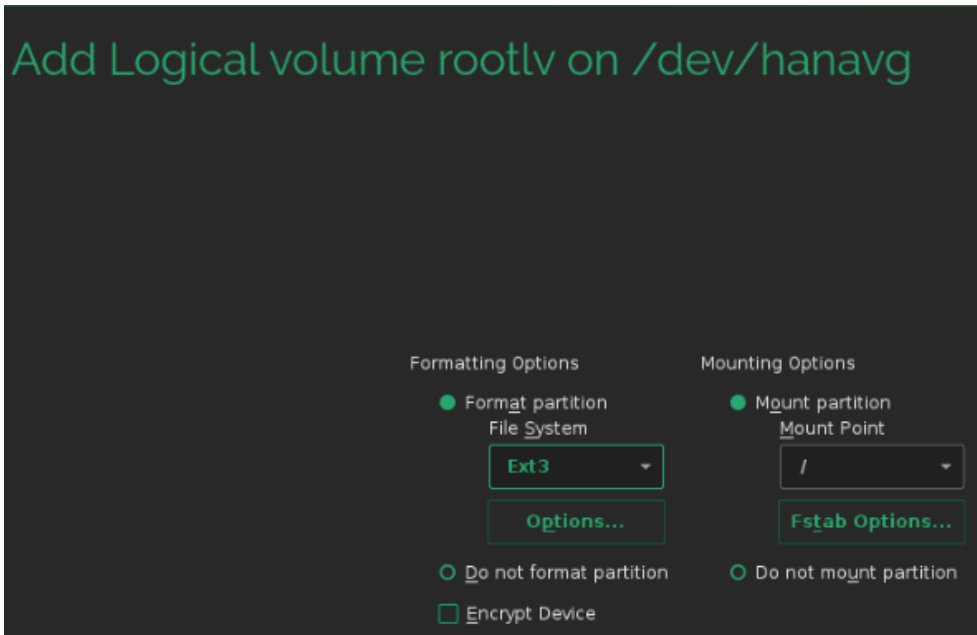 Add Logical volume rootlv on /dev/hanavg
Formatting Options
Format partition
File System
Ext3
Options...
Do not format partition
Encrypt Device
Mounting Options
Mount partition
Mount Point
/
Fstab Options...
Do not mount partition